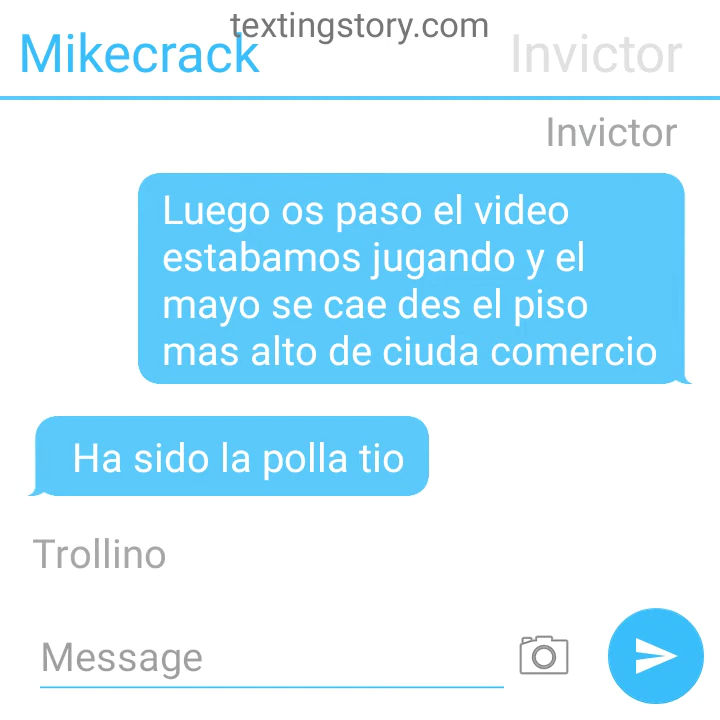 textingstory.com
Mikecrack
Invictor
Invictor
Luego os paso el video
estabamos jugando y el
mayo se cae des el piso
mas alto de ciuda comercio
Ha sido la polla tio
Trollino
Message